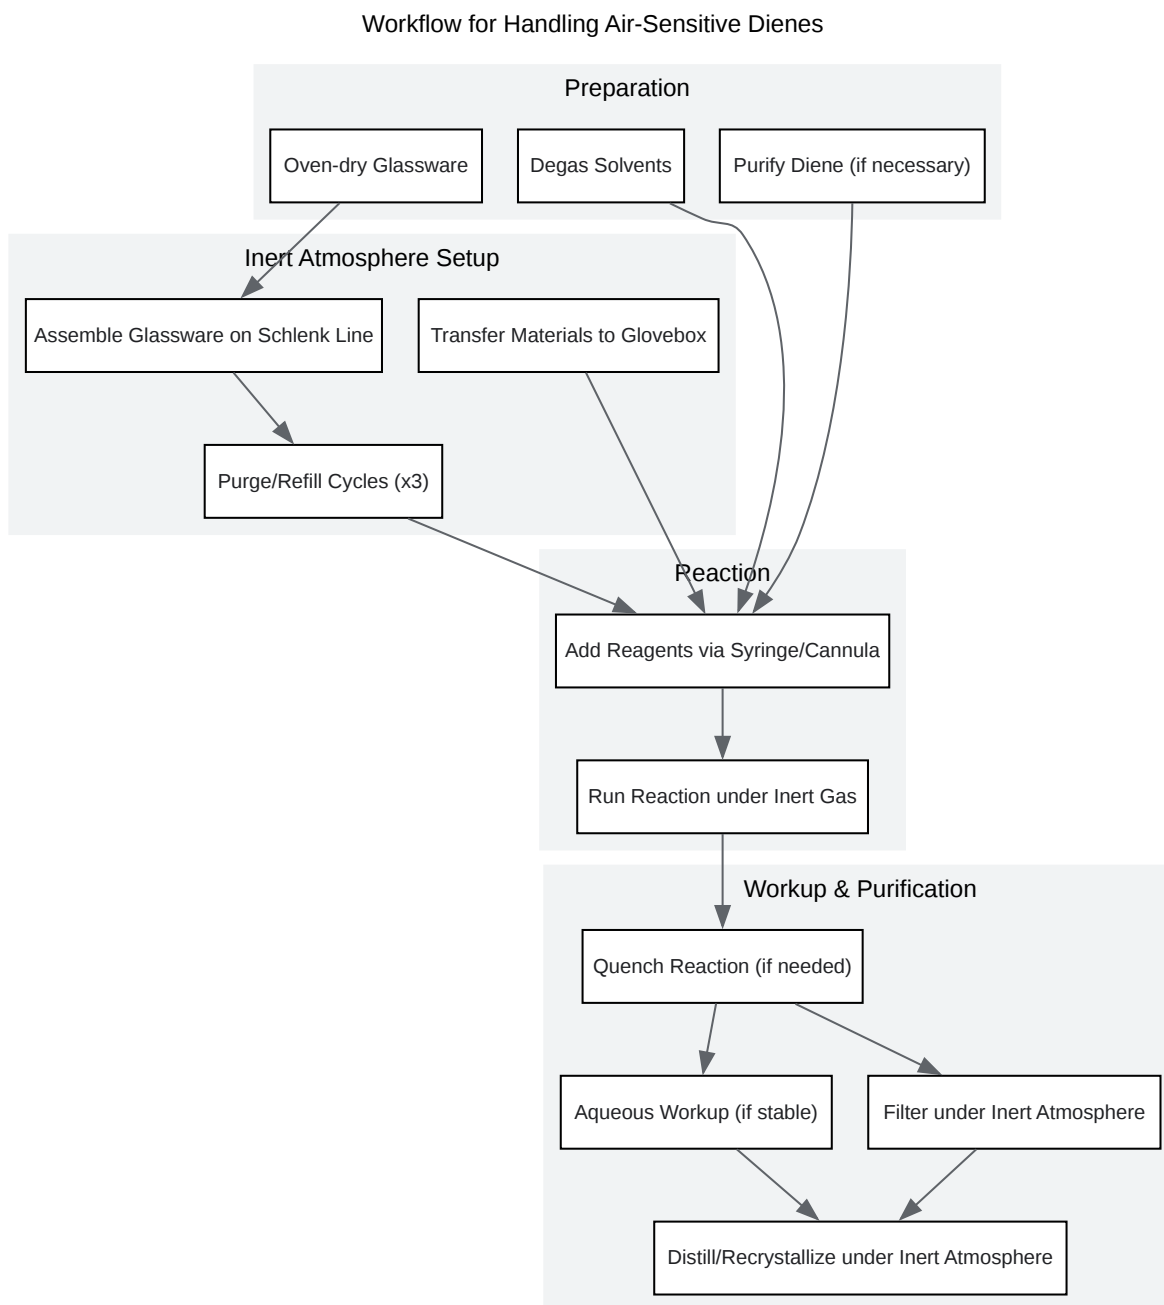 Workflow for Handling Air-Sensitive Dienes
Preparation
Oven-dry Glassware
Degas Solvents
Purify Diene (if necessary)
Inert Atmosphere Setup
Assemble Glassware on Schlenk Line
Transfer Materials to Glovebox
Purge/Refill Cycles (x3)
Reaction
Add Reagents via Syringe/Cannula
Run Reaction under Inert Gas
Workup & Purification
Quench Reaction (if needed)
Aqueous Workup (if stable)
Filter under Inert Atmosphere
Distill/Recrystallize under Inert Atmosphere